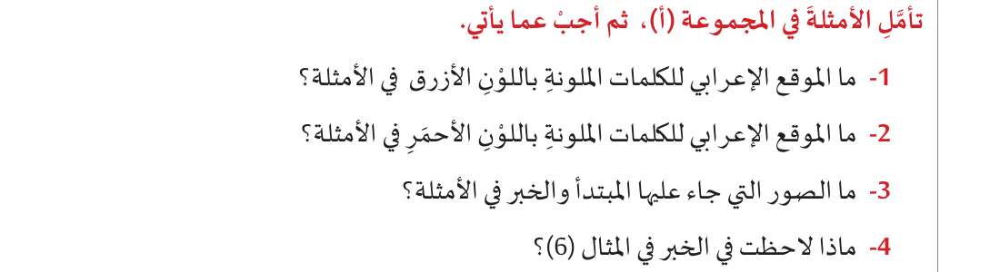 تأمَّلِ الأمثلةَ في المجموعة (أ)، ثم أجبْ عما يأتي.
1- ما الموقع الإعرابي للكلمات الملونةِ باللوْنِ الأزرق في الأمثلة؟
2- ما الموقع الإعرابي للكلمات الملونةِ باللوْنِ الأحمَرِ في الأمثلة؟
3- ما الصور التي جاء عليها المبتدأ والخبر في الأمثلة؟
4- ماذا لاحظت في الخبر في المثال (6)؟